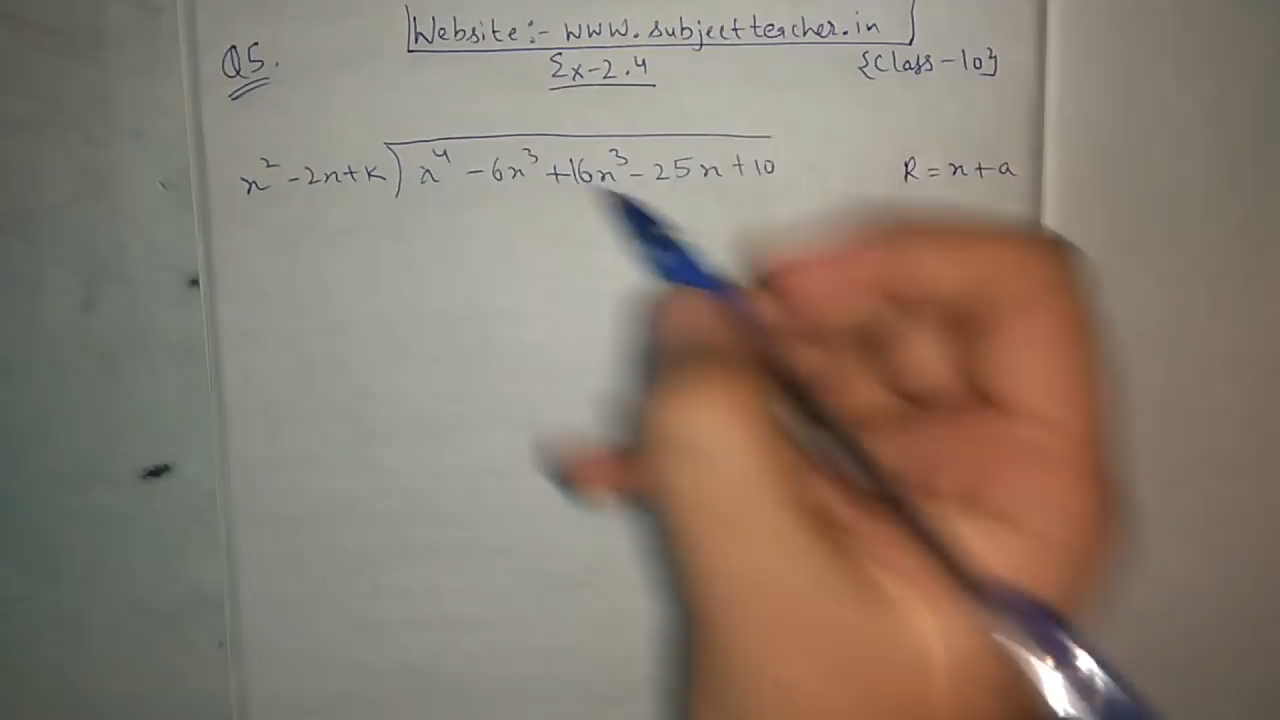 Website:- www.subjectteacher.in
Q5.
Ex-2.4
{Class-10}
x² - 2x + k) x⁴ - 6x³ + 16x³ - 25x + 10
R = x + a